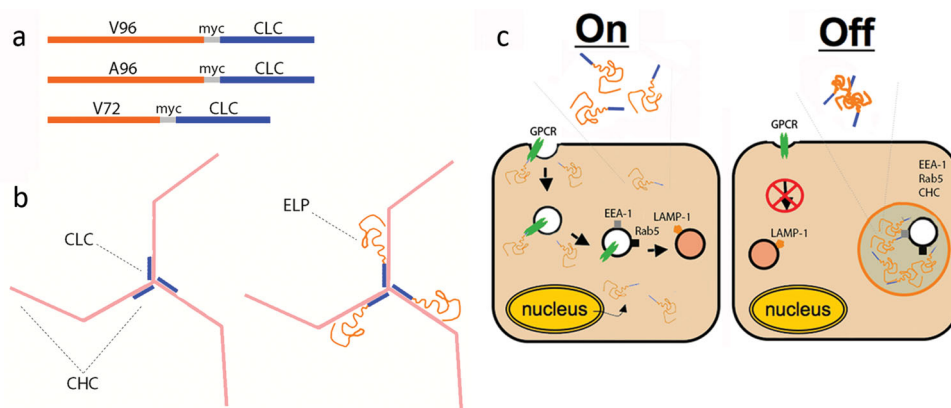 a
V96 myc CLC
A96 myc CLC
V72 myc CLC
b
CLC
CHC
ELP
c
On
GPCR
EEA-1
Rab5
LAMP-1
nucleus
Off
GPCR
EEA-1
Rab5
CHC
LAMP-1
nucleus